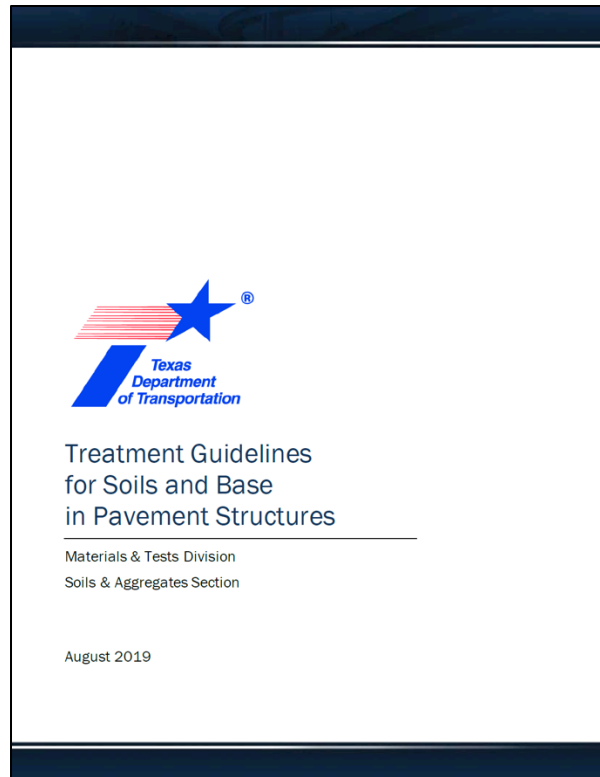 ®
Texas
Department
of Transportation
Treatment Guidelines
for Soils and Base
in Pavement Structures
Materials & Tests Division
Soils & Aggregates Section
August 2019